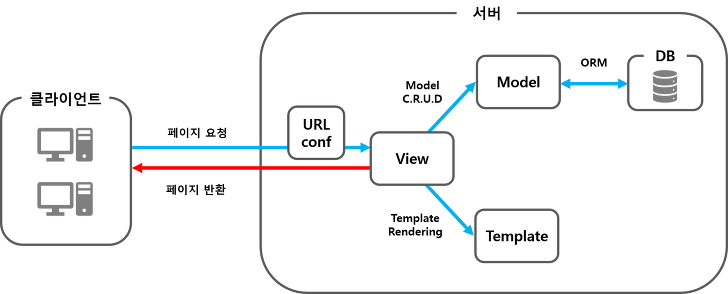 서버
클라이언트
페이지 요청
페이지 반환
URL
conf
View
Model
C.R.U.D
Model
ORM
DB
Template
Rendering
Template